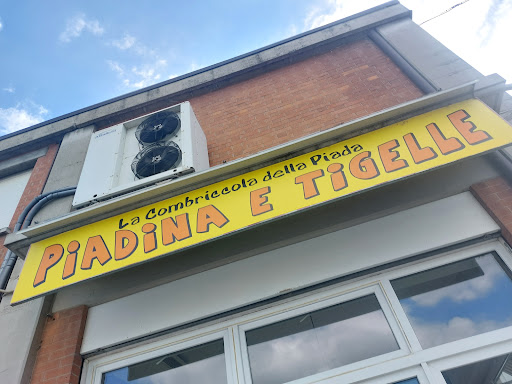 La Combriccola della Piada
PIADINA E TIGELLE